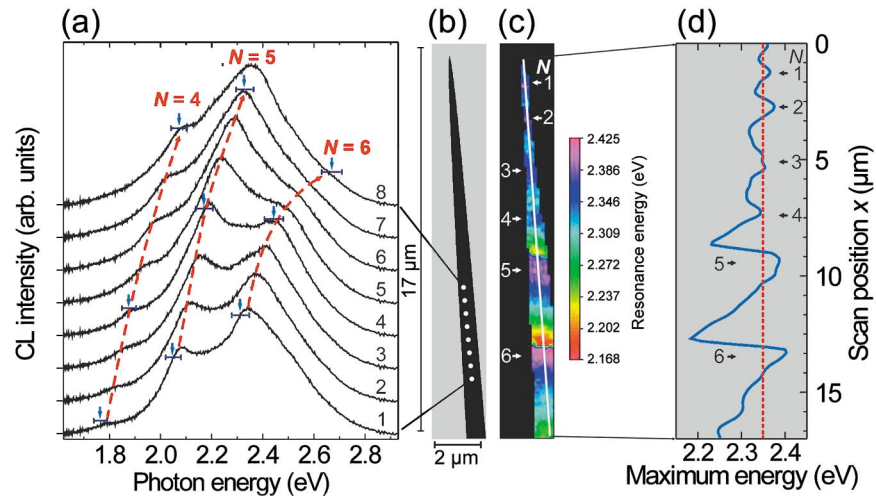 (a)
(b)
(c)
(d)
CL intensity (arb. units)
N = 4
N = 5
N = 6
8
7
6
5
4
3
2
1
1.8 2.0 2.2 2.4 2.6 2.8
Photon energy (eV)
17 µm
2 µm
N
1
2
3
4
5
6
2.425
2.388
2.346
2.309
2.272
2.237
2.202
2.168
Resonance energy (eV)
N
1
2
3
4
5
6
0
5
10
15
Scan position x (µm)
2.2 2.3 2.4
Maximum energy (eV)